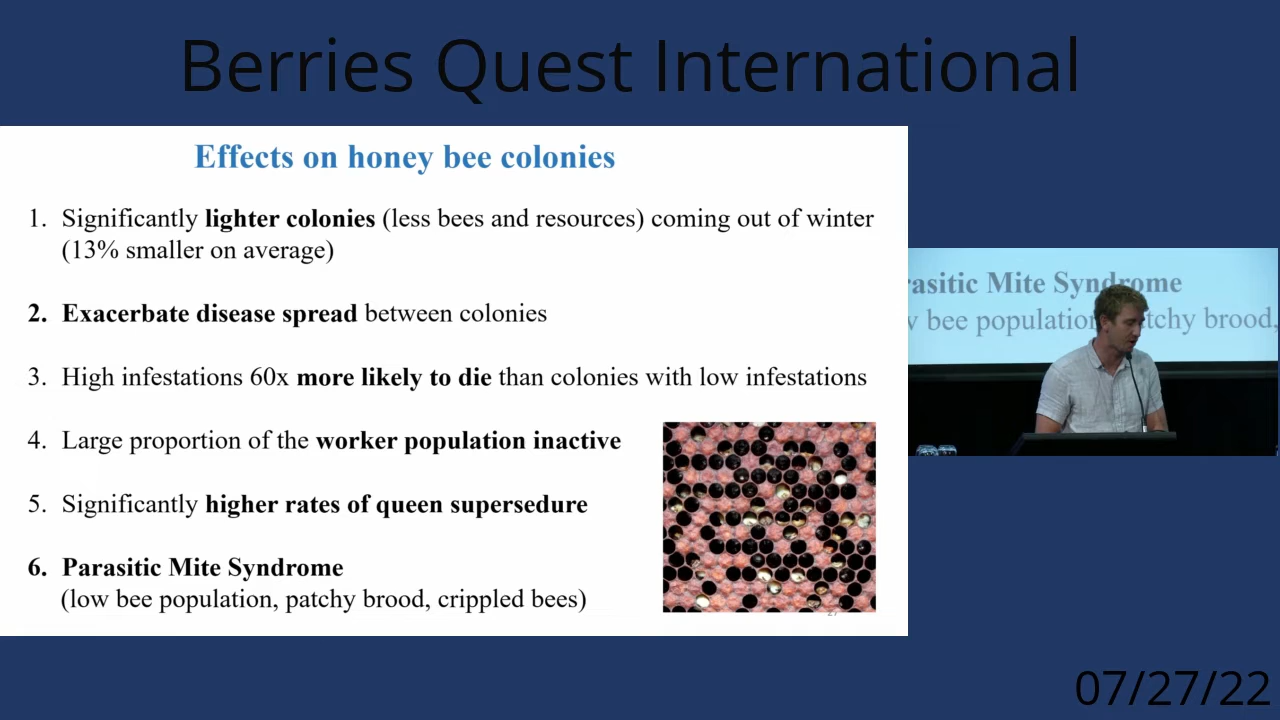 Berries Quest International
Effects on honey bee colonies
1. Significantly lighter colonies (less bees and resources) coming out of winter
(13% smaller on average)
2. Exacerbate disease spread between colonies
3. High infestations 60x more likely to die than colonies with low infestations
4. Large proportion of the worker population inactive
5. Significantly higher rates of queen supersedure
6. Parasitic Mite Syndrome
(low bee population, patchy brood, crippled bees)
27
rasitic Mite Syndrome
w bee population tchy brood,
07/27/22